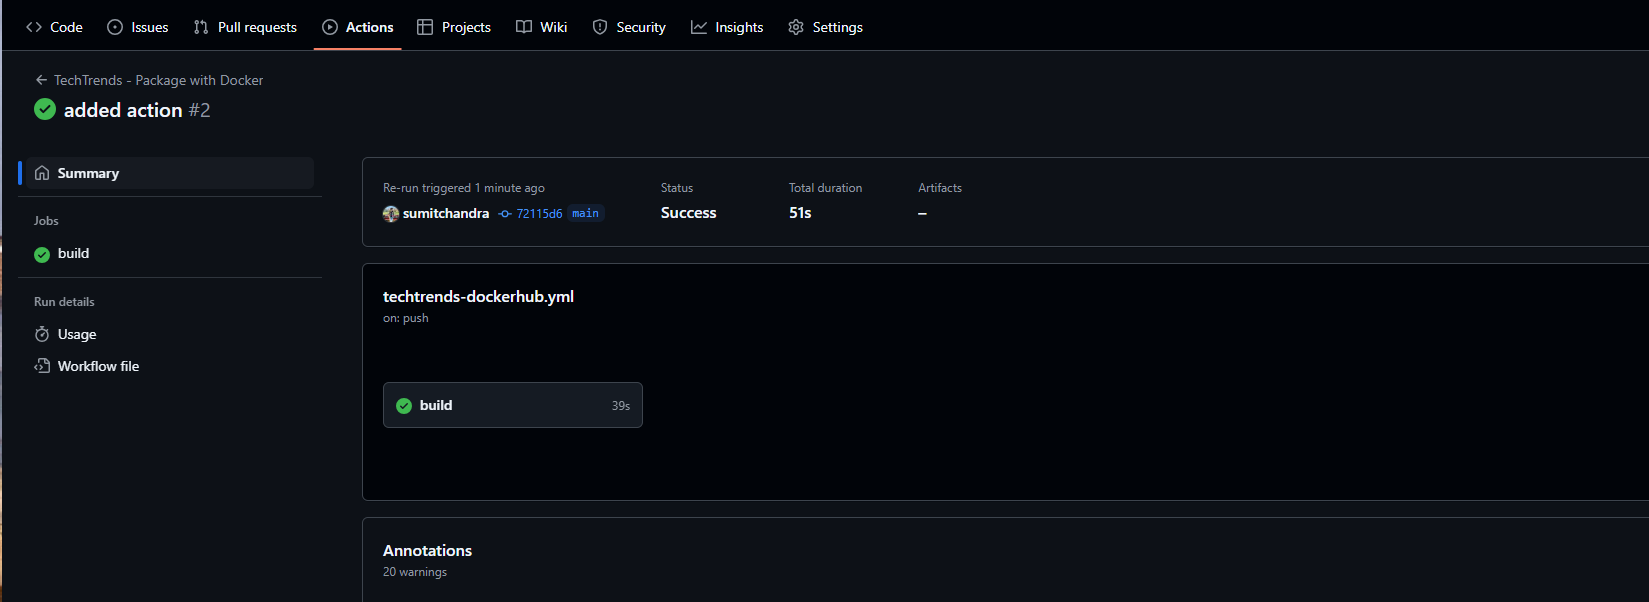 Code Issues Pull requests Actions Projects Wiki Security Insights Settings
TechTrends - Package with Docker
added action #2
Summary
Jobs
build
Run details
Usage
Workflow file
Re-run triggered 1 minute ago
sumitchandra 72115d6 main
Status
Success
Total duration
51s
Artifacts
–
techtrends-dockerhub.yml
on: push
build 39s
Annotations
20 warnings